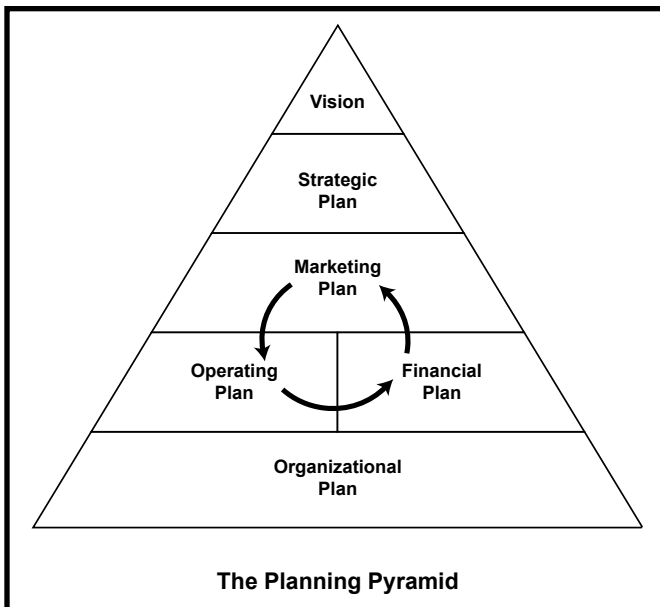 Vision
Strategic
Plan
Marketing
Plan
Operating
Plan
Financial
Plan
Organizational
Plan
The Planning Pyramid